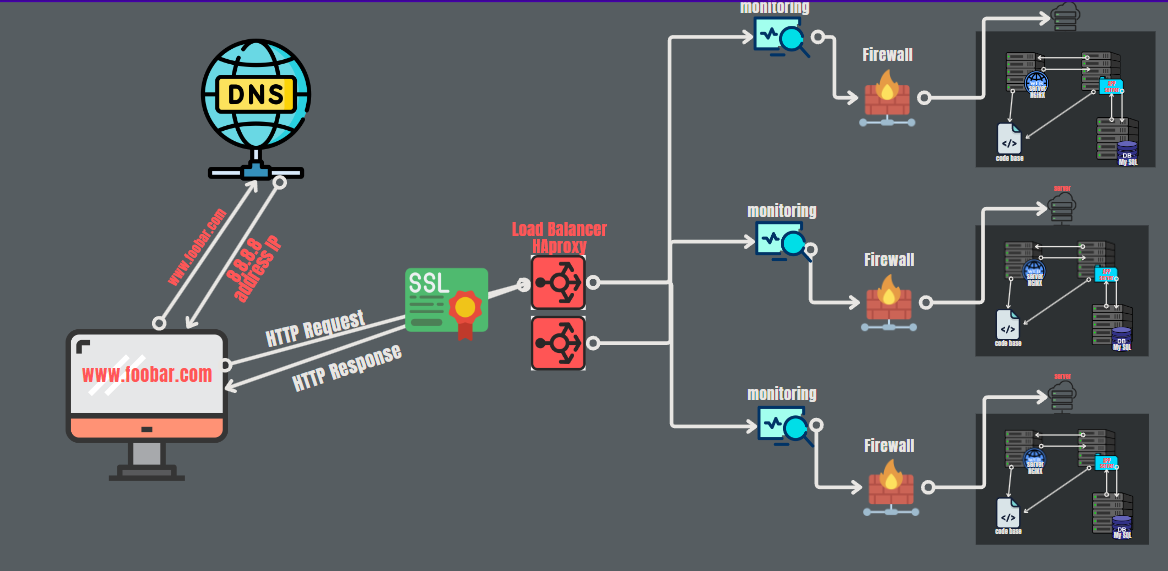 monitoring
Firewall
DNS
server
NGINX
code base
DB
My SQL
www.foobar.com
8.8.8.8
address ip
Load Balancer
HAproxy
monitoring
server
Firewall
server
NGINX
code base
DB
My SQL
SSL
HTTP Request
HTTP Response
www.foobar.com
monitoring
server
Firewall
server
NGINX
code base
DB
My SQL